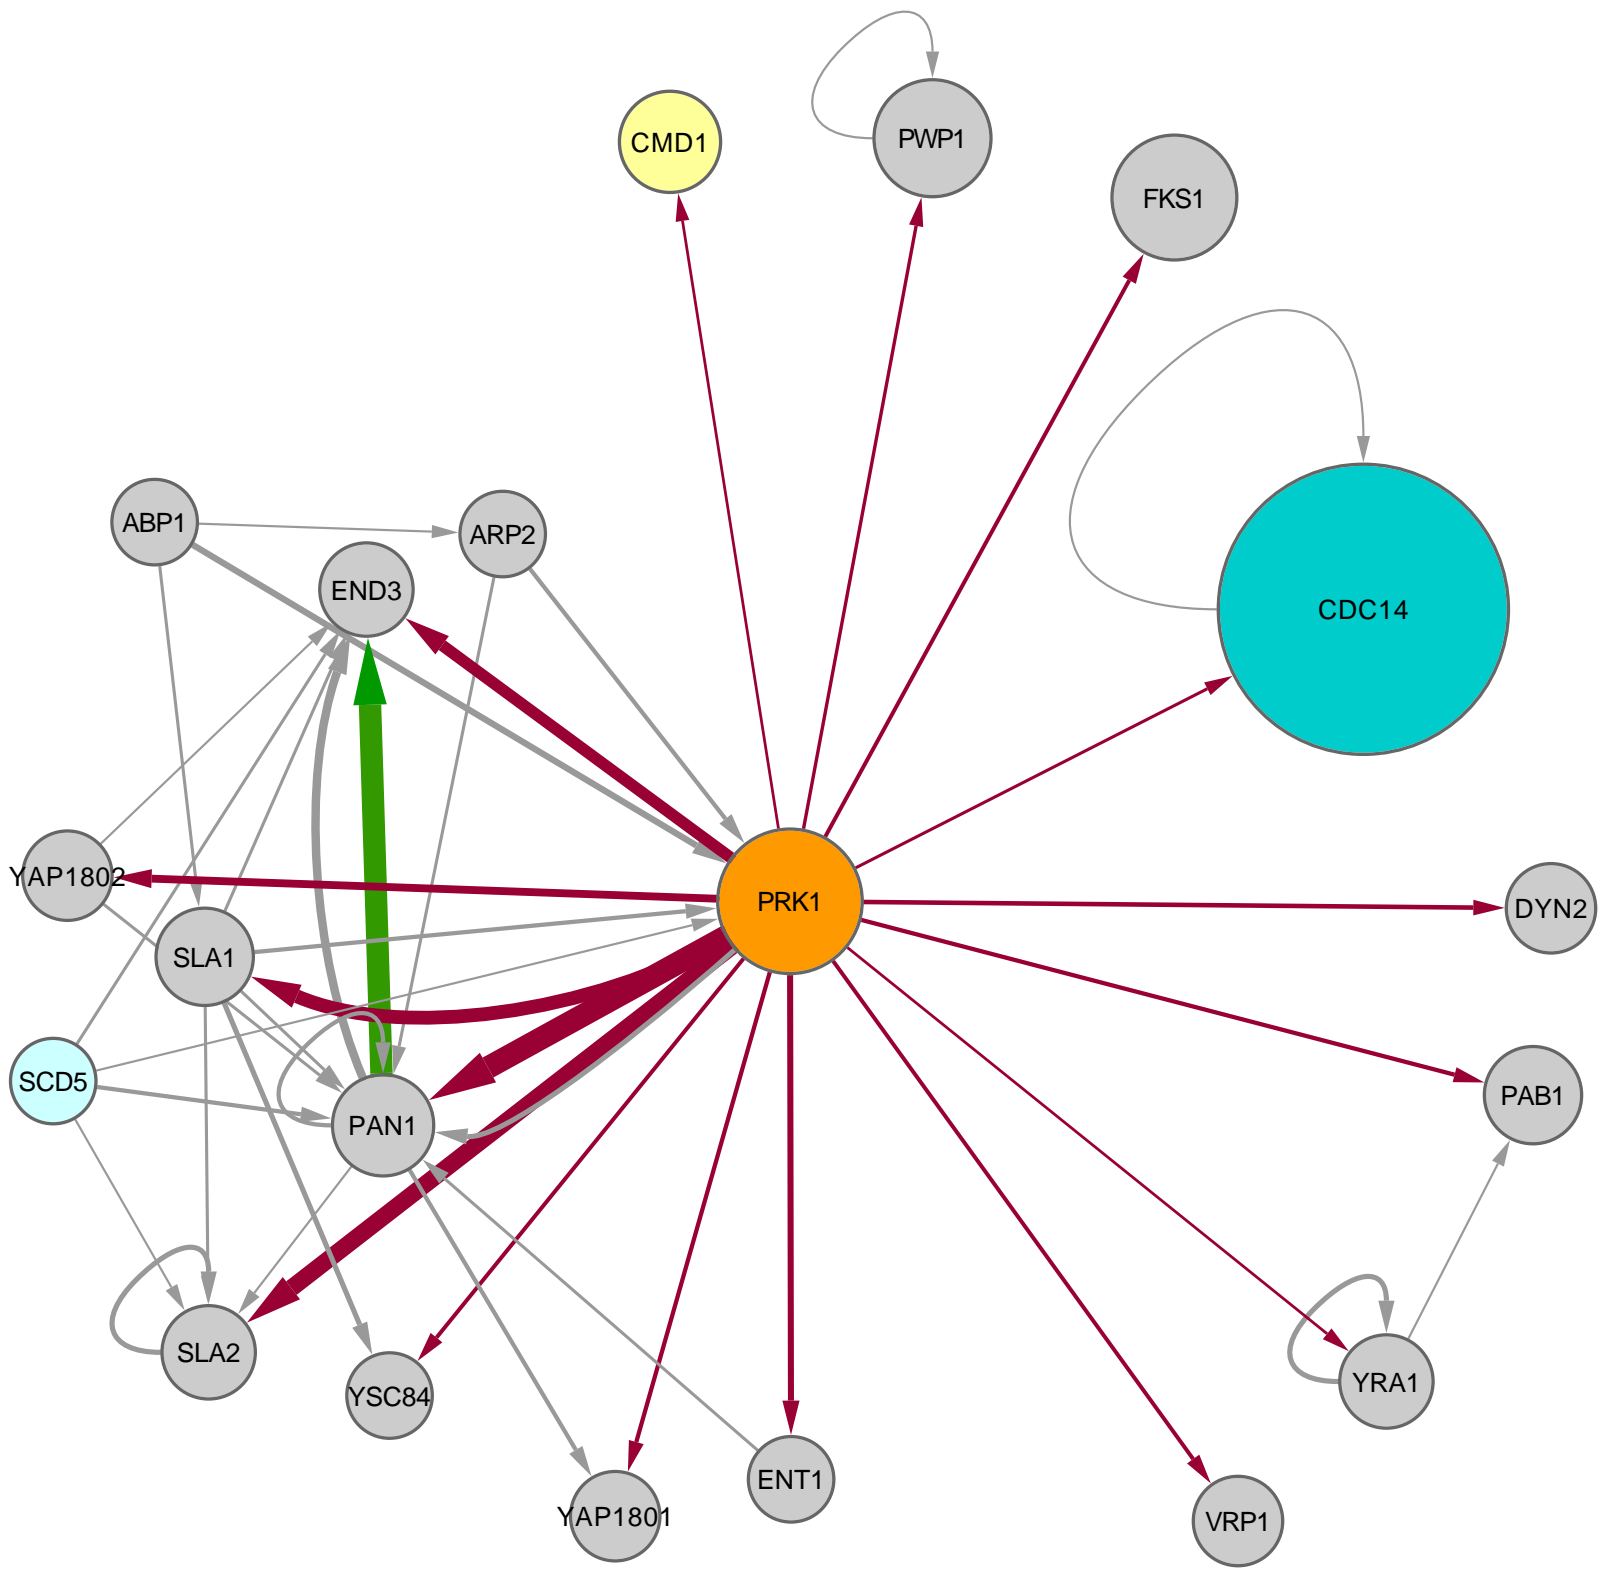 PWP1
CMD1
FKS1
ABP1
ARP2
END3
CDC14
YAP1802
PRK1
DYN2
SLA1
SCD5
PAN1
PAB1
SLA2
YSC84
YRA1
ENT1
YAP1801
VRP1